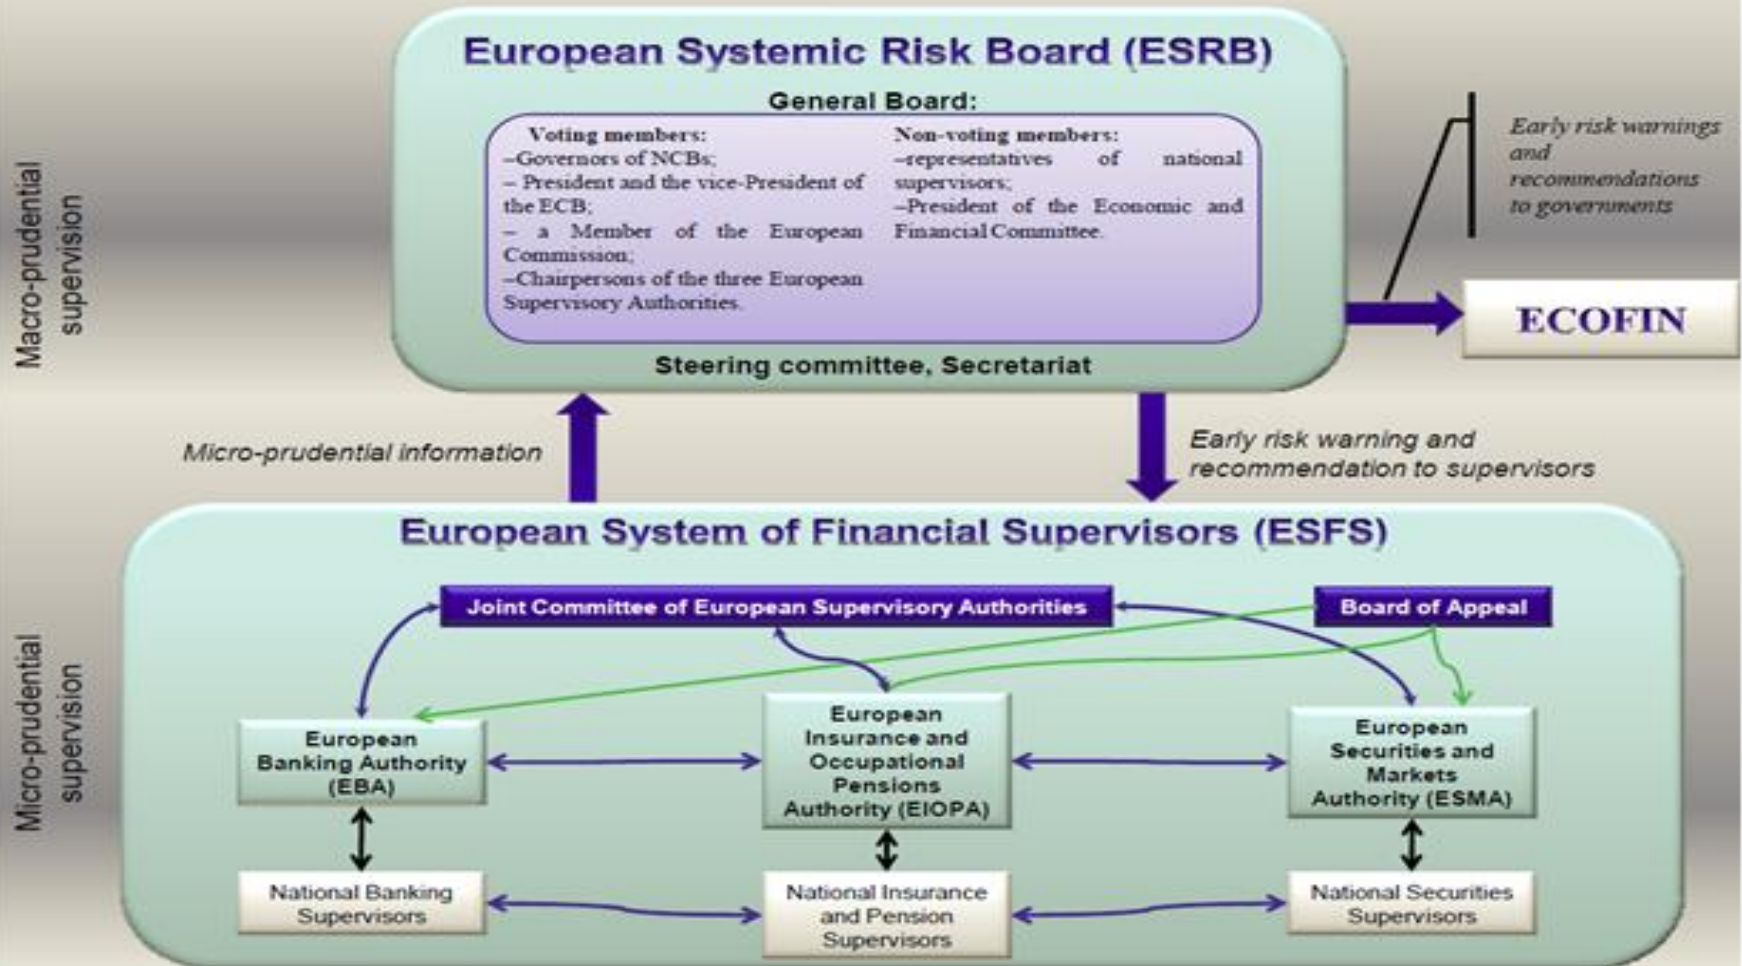 European Systemic Risk Board (ESRB)
General Board:
Voting members:
–Governors of NCBs;
– President and the vice-President of
the ECB;
– a Member of the European
Commission;
–Chairpersons of the three European
Supervisory Authorities.
Non-voting members:
–representatives of national
supervisors;
–President of the Economic and
Financial Committee.
Steering committee, Secretariat
Macro-prudential
supervision
Early risk warnings
and
recommendations
to governments
ECOFIN
Micro-prudential information
Early risk warning and
recommendation to supervisors
European System of Financial Supervisors (ESFS)
Micro-prudential
supervision
Joint Committee of European Supervisory Authorities
Board of Appeal
European
Banking Authority
(EBA)
European
Insurance and
Occupational
Pensions
Authority (EIOPA)
European
Securities and
Markets
Authority (ESMA)
National Banking
Supervisors
National Insurance
and Pension
Supervisors
National Securities
Supervisors